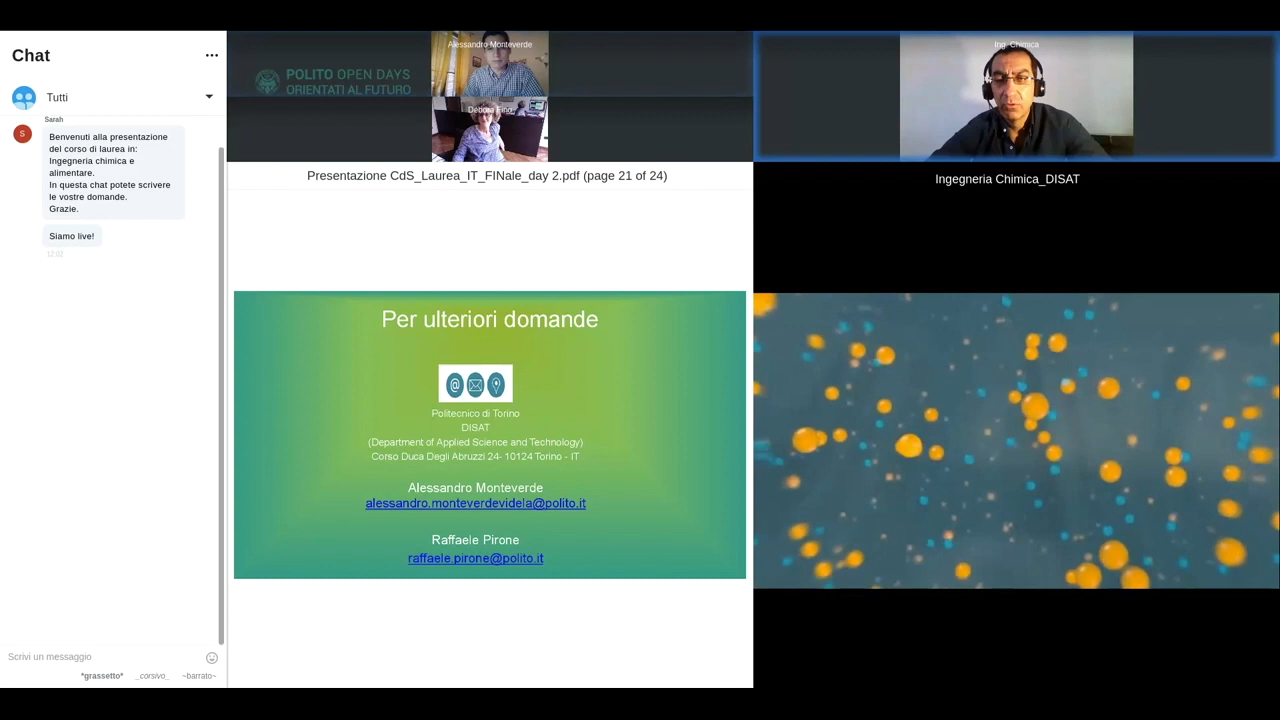 Chat
Tutti
Sarah
S
Benvenuti alla presentazione
del corso di laurea in:
Ingegneria chimica e
alimentare.
In questa chat potete scrivere
le vostre domande.
Grazie.
Siamo live!
12:02
Scrivi un messaggio
*grassetto* _corsivo_ ~barrato~
POLITO OPEN DAYS
ORIENTATI AL FUTURO
Alessandro Monteverde
Debora Fino
Presentazione CdS_Laurea_IT_FINale_day 2.pdf (page 21 of 24)
Per ulteriori domande
@
Politecnico di Torino
DISAT
(Department of Applied Science and Technology)
Corso Duca Degli Abruzzi 24- 10124 Torino - IT
Alessandro Monteverde
alessandro.monteverdevidela@polito.it
Raffaele Pirone
raffaele.pirone@polito.it
Ing. Chimica
Ingegneria Chimica_DISAT